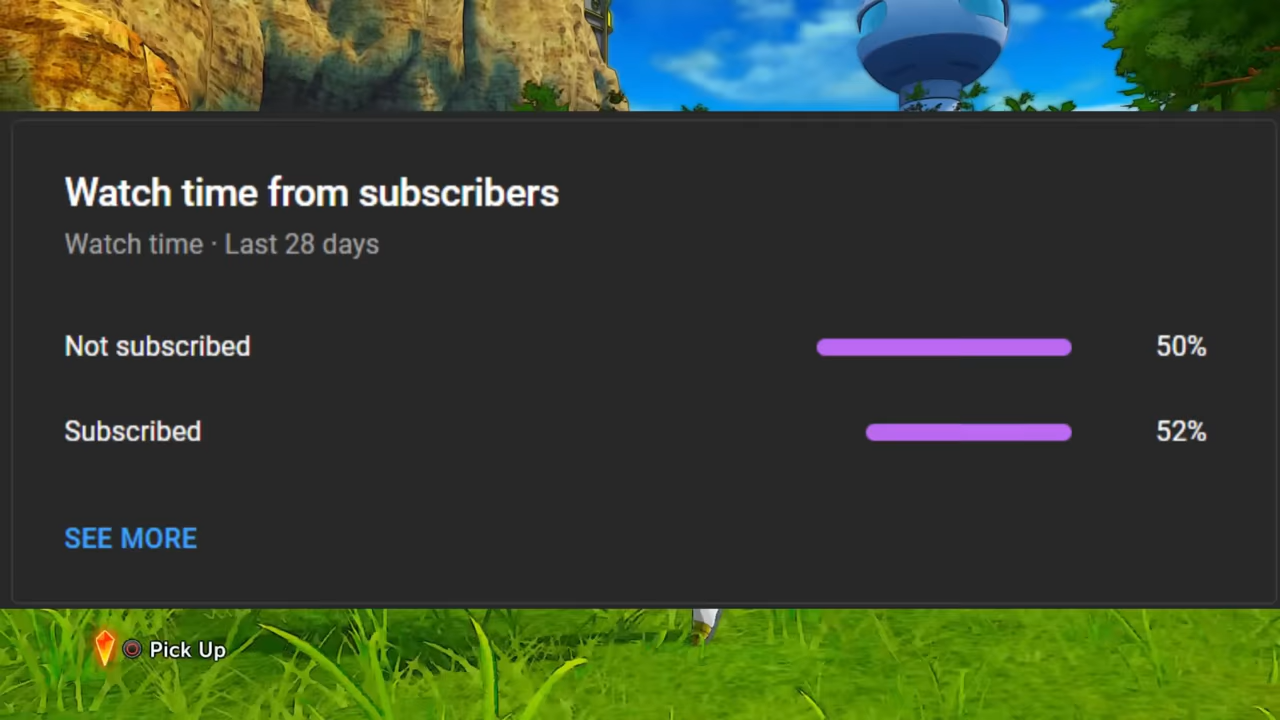 Watch time from subscribers
Watch time · Last 28 days
Not subscribed 50%
Subscribed 52%
SEE MORE
Pick Up